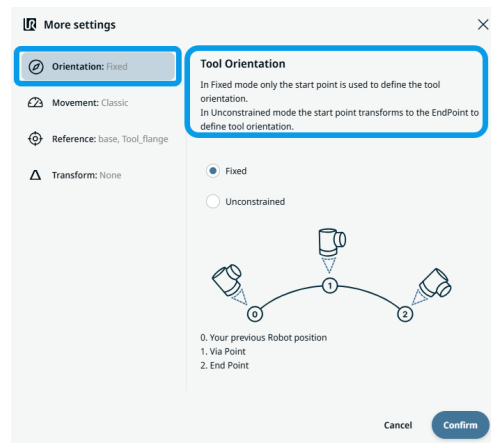 UR More settings
Orientation: Fixed
Movement: Classic
Reference: base, Tool_flange
Transform: None
Tool Orientation
In Fixed mode only the start point is used to define the tool
orientation.
In Unconstrained mode the start point transforms to the EndPoint to
define tool orientation.
Fixed
Unconstrained
0
1
2
0. Your previous Robot position
1. Via Point
2. End Point
Cancel
Confirm